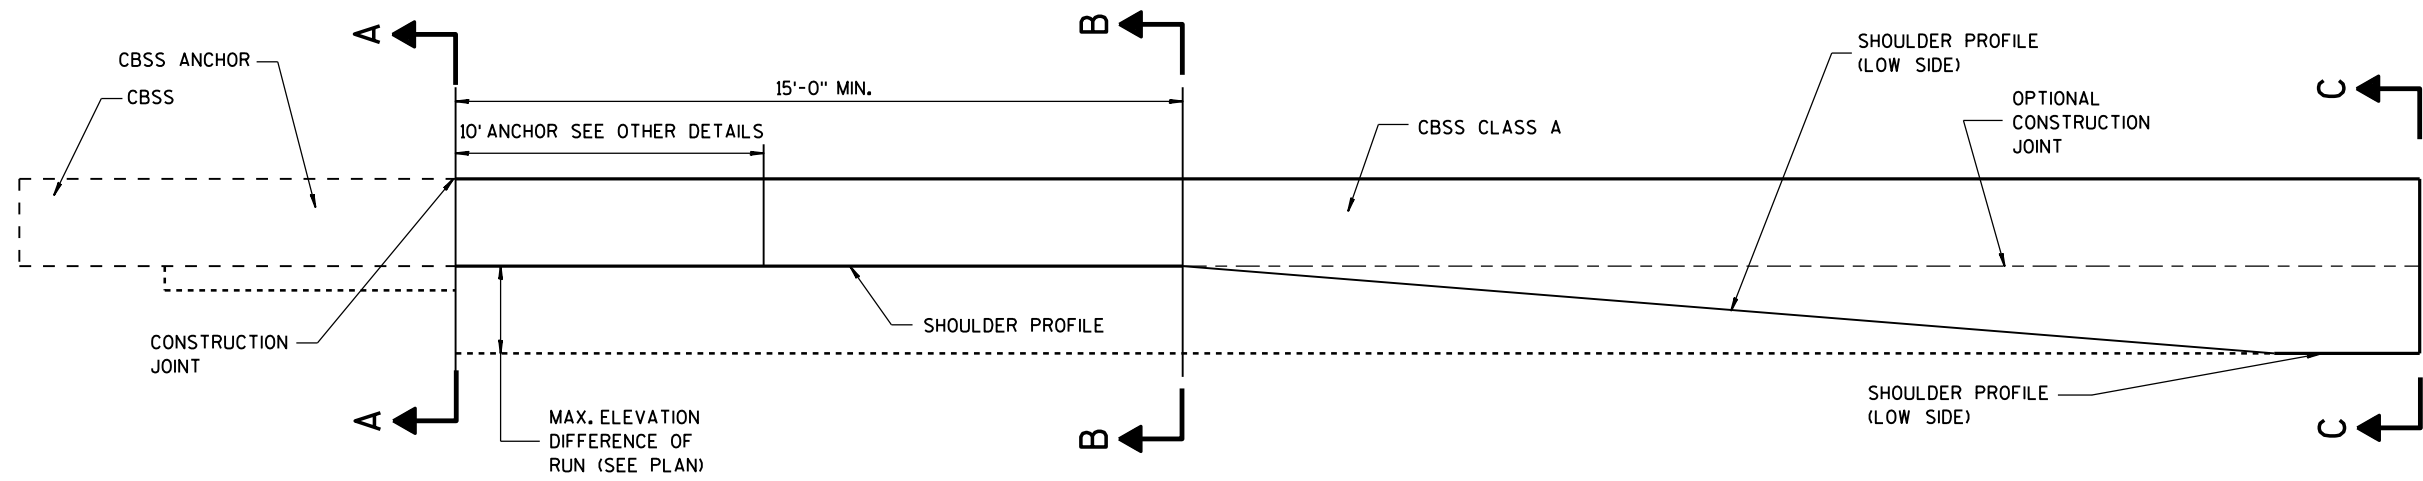 A
B
C
CBSS ANCHOR
CBSS
15'-0" MIN.
10' ANCHOR SEE OTHER DETAILS
SHOULDER PROFILE
(LOW SIDE)
OPTIONAL
CONSTRUCTION
JOINT
CBSS CLASS A
CONSTRUCTION
JOINT
SHOULDER PROFILE
MAX. ELEVATION
DIFFERENCE OF
RUN (SEE PLAN)
SHOULDER PROFILE
(LOW SIDE)
A
B
C